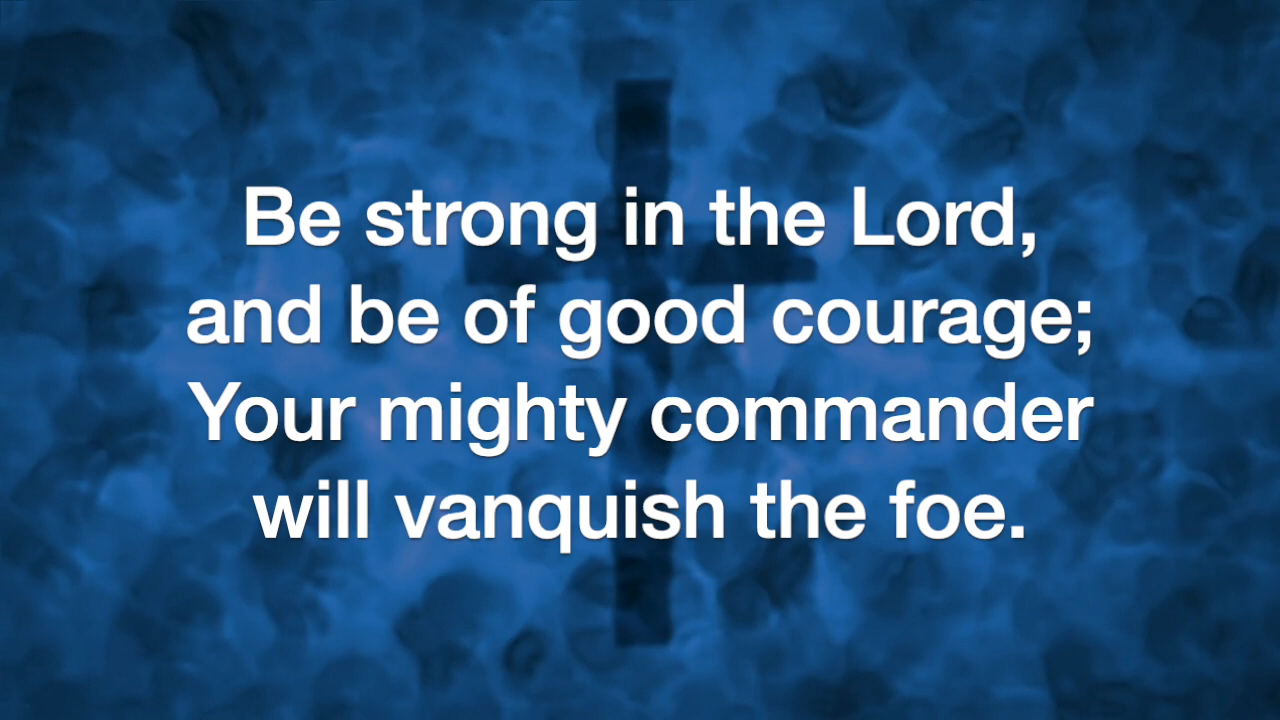 Be strong in the Lord,
and be of good courage;
Your mighty commander
will vanquish the foe.